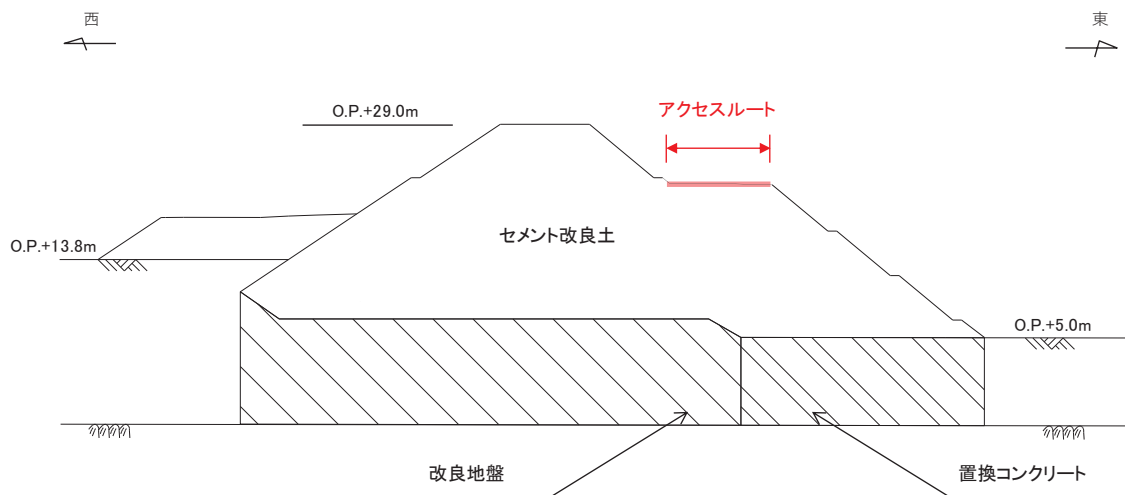 西
東
O.P.+29.0m
アクセスルート
セメント改良土
O.P.+13.8m
O.P.+5.0m
改良地盤
置換コンクリート